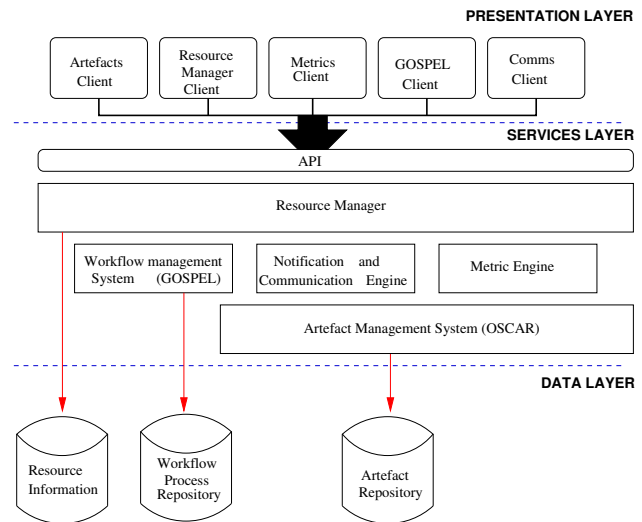 PRESENTATION LAYER
Artefacts
Client
Resource
Manager
Client
Metrics
Client
GOSPEL
Client
Comms
Client
SERVICES LAYER
API
Resource Manager
Workflow management
System (GOSPEL)
Notification and
Communication Engine
Metric Engine
Artefact Management System (OSCAR)
DATA LAYER
Resource
Information
Workflow
Process
Repository
Artefact
Repository